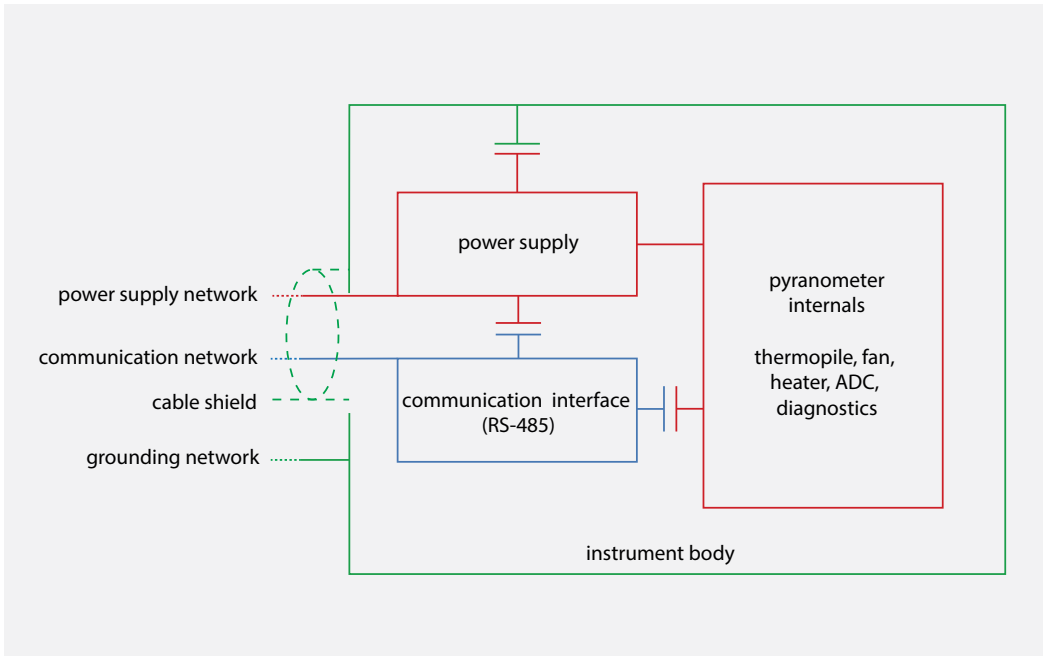 power supply
power supply network
pyranometer
internals
communication network
thermopile, fan,
heater, ADC,
diagnostics
cable shield
communication interface
(RS-485)
grounding network
instrument body